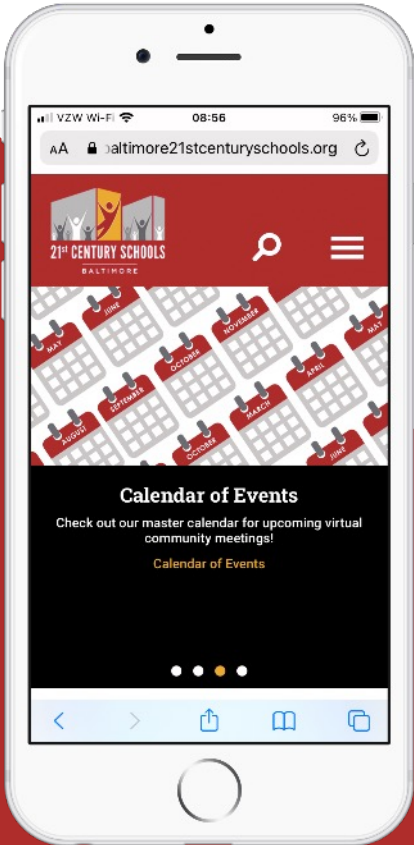 VZW Wi-Fi 08:56 96%
AA baltimore21stcenturyschools.org
21st CENTURY SCHOOLS
BALTIMORE
JUNE
NOVEMBER
MAY
OCTOBER
MAY
SEPTEMBER
APRIL
AUGUST
MARCH
OCTOBER
JUNE
Calendar of Events
Check out our master calendar for upcoming virtual
community meetings!
Calendar of Events